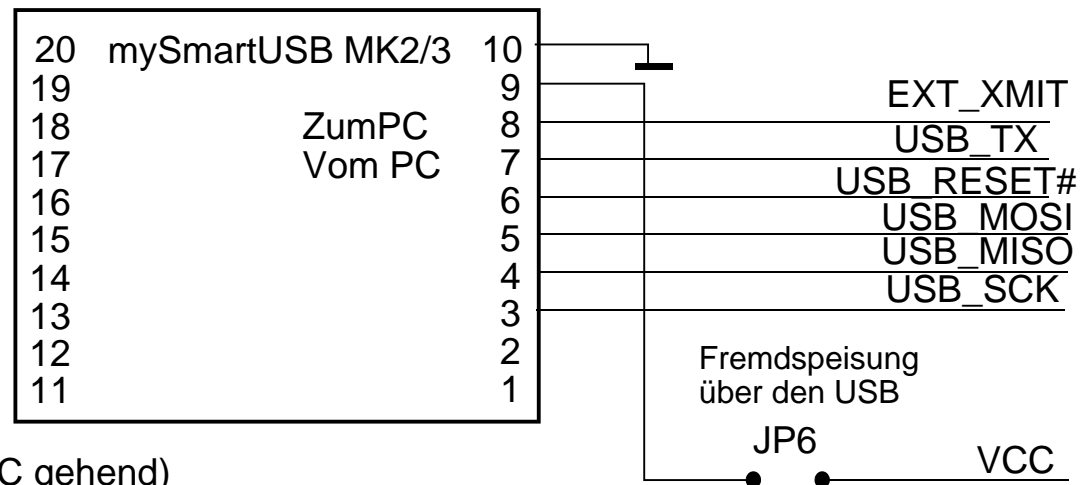 20 mySmartUSB MK2/3 10
19 9
EXT_XMIT
18 ZumPC 8
USB_TX
17 Vom PC 7
USB_RESET#
16 6
USB_MOSI
15 5
USB_MISO
14 4
USB_SCK
13 3
12 2
11 1
Fremdspeisung
über den USB
JP6
VCC
C gehend)